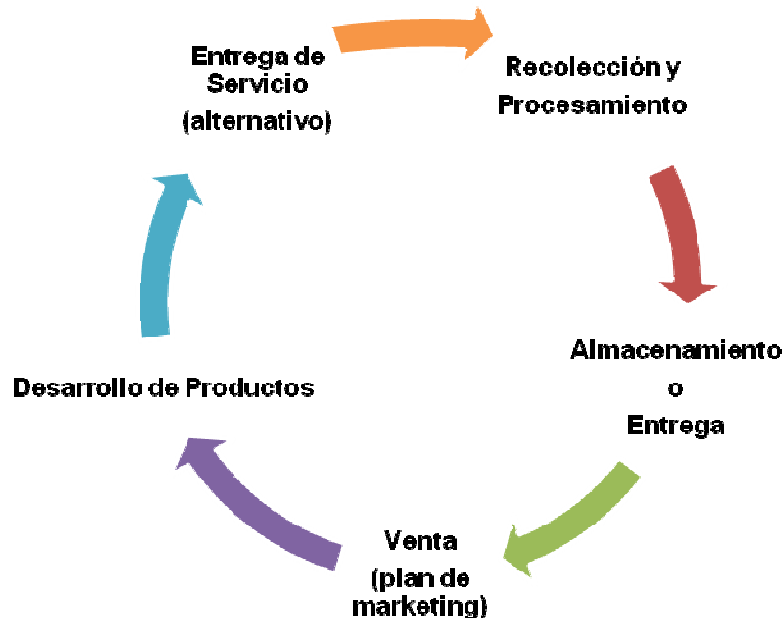 Entrega de
Servicio
(alternativo)
Recolección y
Procesamiento
Almacenamiento
o
Entrega
Venta
(plan de
marketing)
Desarrollo de Productos